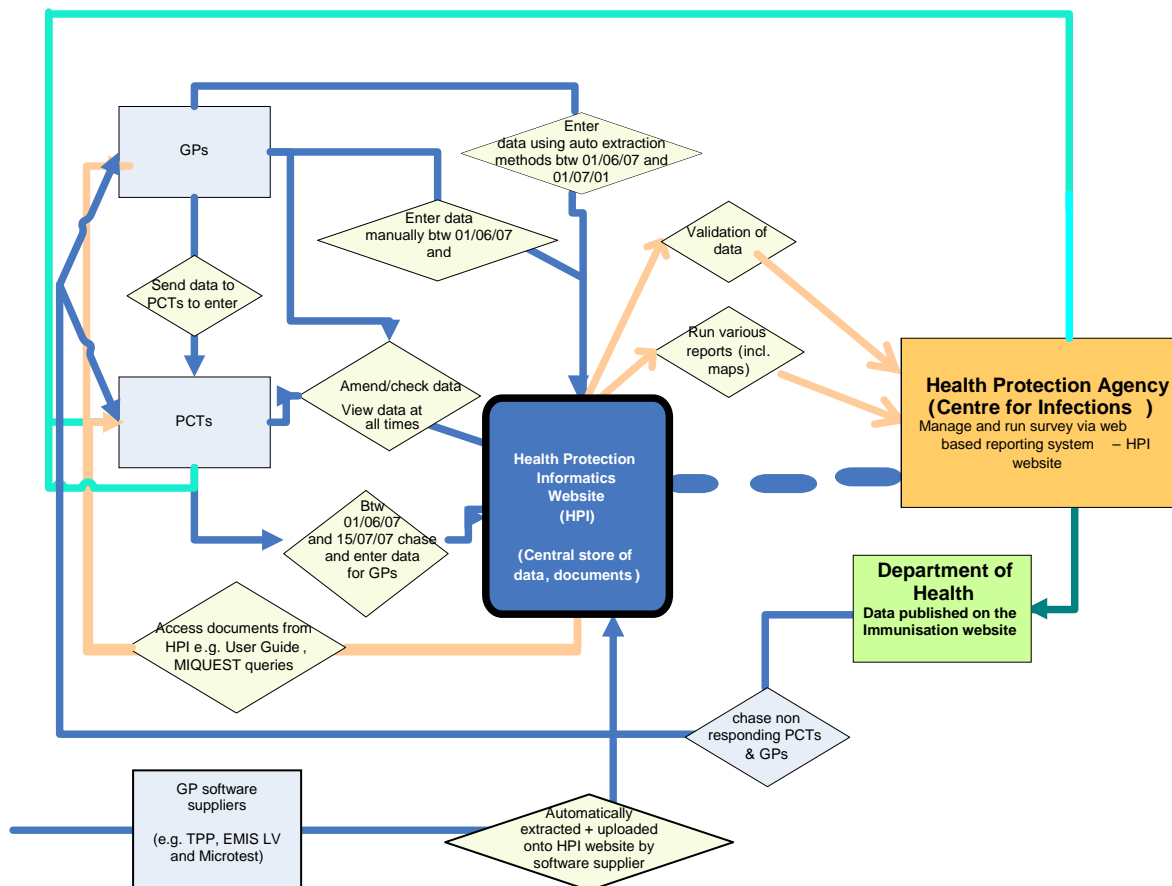 GPs
Enter
data using auto extraction
methods btw 01/06/07 and
01/07/01
Enter data
manually btw 01/06/07
and
Validation of
data
Send data to
PCTs to enter
Run various
reports (incl.
maps)
PCTs
Amend/check data
View data at
all times
Health Protection Agency
(Centre for Infections )
Manage and run survey via web
based reporting system – HPI
website
Health Protection
Informatics
Website
(HPI)
(Central store of
data, documents)
Btw
01/06/07
and 15/07/07 chase
and enter data
for GPs
Department of
Health
Data published on the
Immunisation website
Access documents from
HPI e.g. User Guide ,
MIQUEST queries
chase non
responding PCTs
& GPs
GP software
suppliers
(e.g. TPP, EMIS LV
and Microtest)
Automatically
extracted + uploaded
onto HPI website by
software supplier